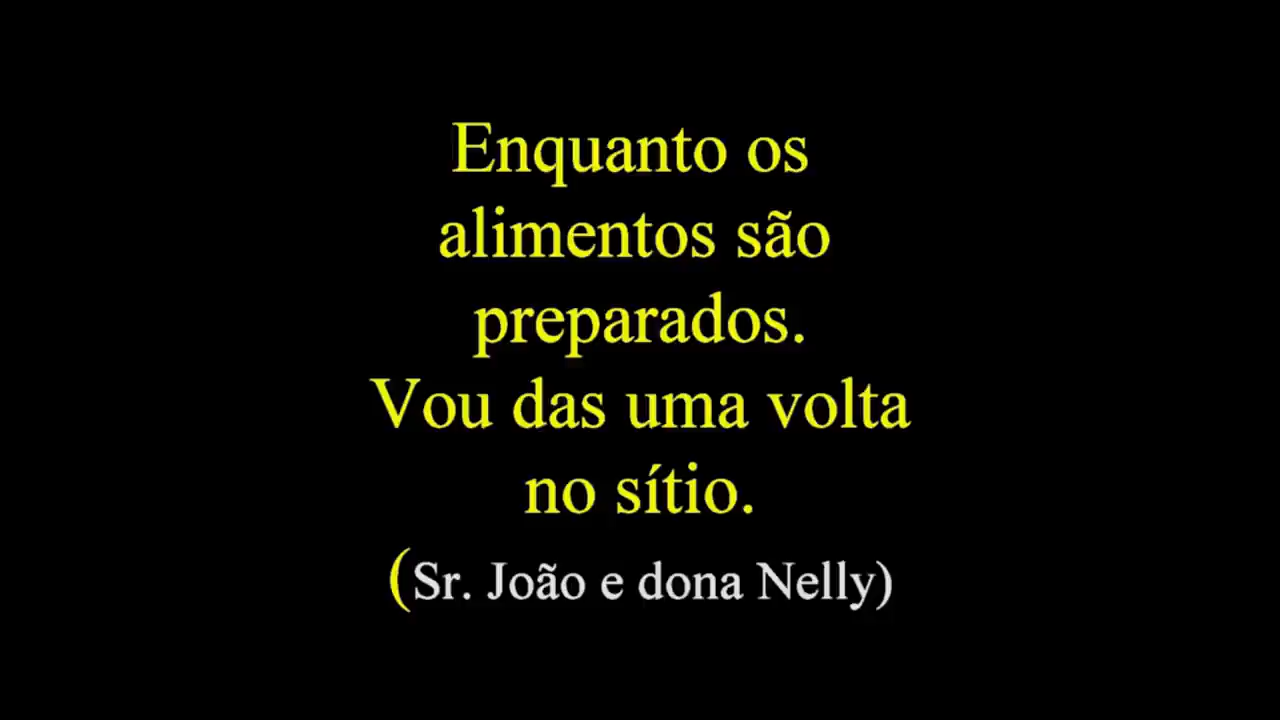 Enquanto os
alimentos são
preparados.
Vou das uma volta
no sítio.
(Sr. João e dona Nelly)